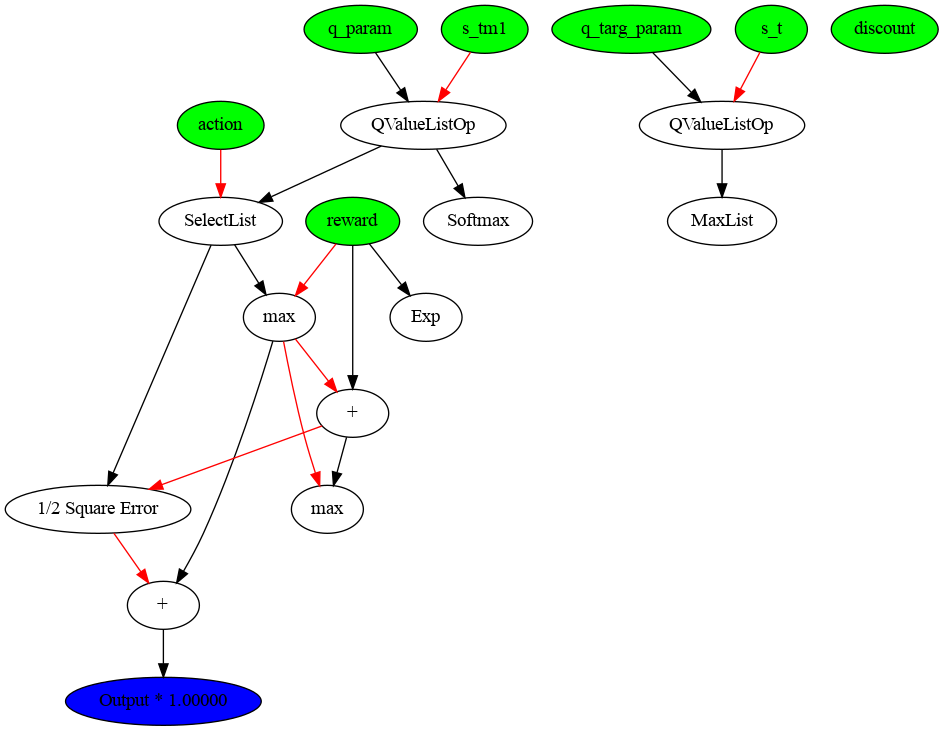 q_param
s_tm1
q_targ_param
s_t
discount
action
QValueListOp
QValueListOp
SelectList
reward
Softmax
MaxList
max
Exp
+
1/2 Square Error
max
+
Output * 1.00000